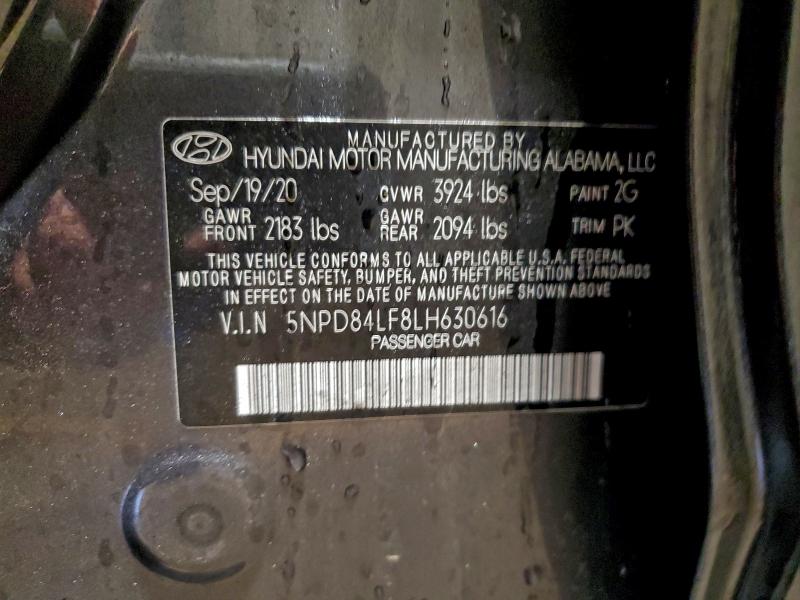 MANUFACTURED BY
HYUNDAI MOTOR MANUFACTURING ALABAMA, LLC
Sep/19/20 GVWR 3924 lbs PAINT 2G
GAWR FRONT 2183 lbs GAWR REAR 2094 lbs TRIM PK
THIS VEHICLE CONFORMS TO ALL APPLICABLE U.S.A. FEDERAL
MOTOR VEHICLE SAFETY, BUMPER, AND THEFT PREVENTION STANDARDS
IN EFFECT ON THE DATE OF MANUFACTURE SHOWN ABOVE
V.I.N 5NPD84LF8LH630616
PASSENGER CAR